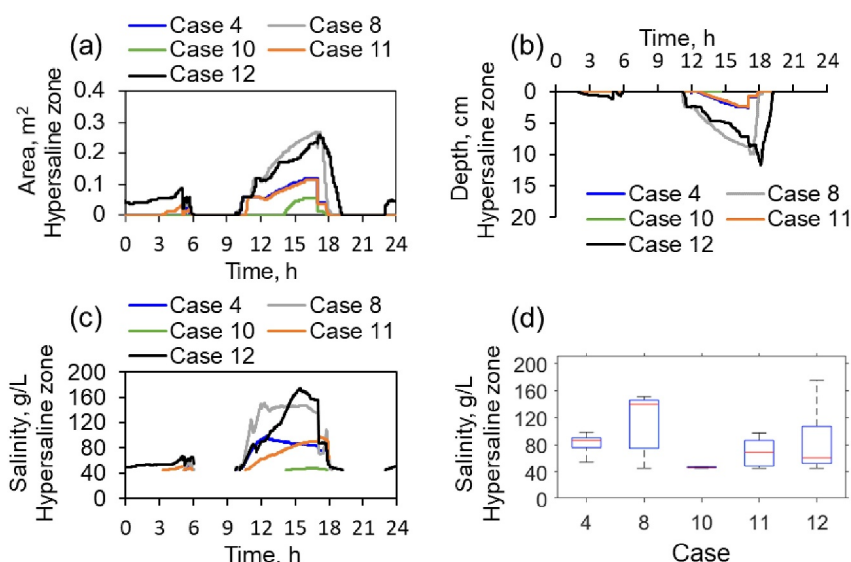 (a)
Case 4
Case 8
Case 10
Case 11
Case 12
Area, m²
Hypersaline zone
0.4
0.3
0.2
0.1
0
0 3 6 9 12 15 18 21 24
Time, h
(b)
Time, h
0 3 6 9 12 15 18 21 24
Depth, cm
Hypersaline zone
0
5
10
15
20
Case 4
Case 8
Case 10
Case 11
Case 12
(c)
Case 4
Case 8
Case 10
Case 11
Case 12
Salinity, g/L
Hypersaline zone
200
160
120
80
40
0
0 3 6 9 12 15 18 21 24
Time, h
(d)
Salinity, g/L
Hypersaline zone
200
160
120
80
40
0
4 8 10 11 12
Case